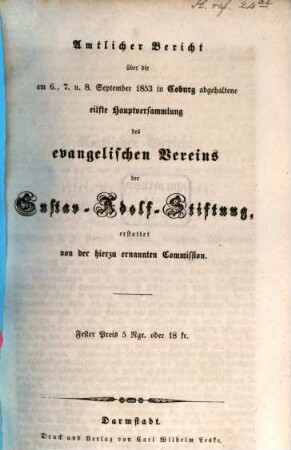 Amtlicher Bericht
über die
am 6., 7. u. 8. September 1853 in Coburg abgehaltene
eilfte Hauptversammlung
des
evangelischen Vereins
der
Gustav-Adolf-Stiftung,
erstattet
von der hierzu ernannten Commission.
Fester Preis 5 Ngr. oder 18 kr.
Darmstadt.
Druck und Verlag von Carl Wilhelm Leske.